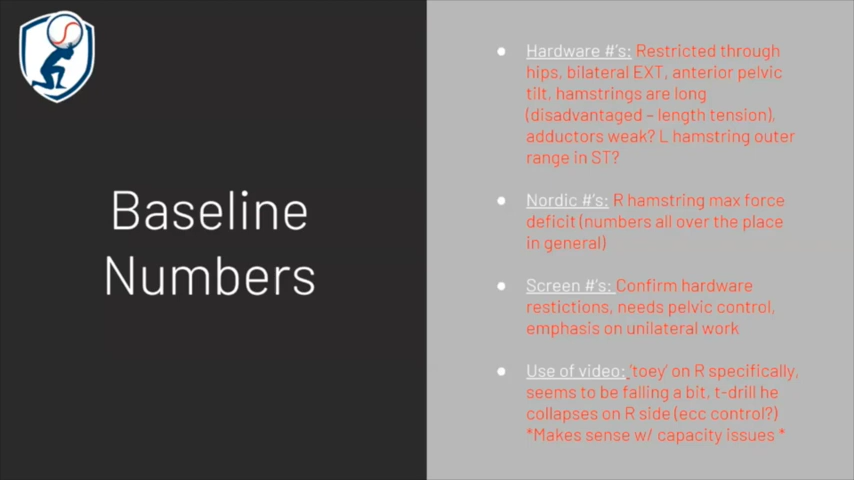 Baseline
Numbers
● Hardware #'s: Restricted through
hips, bilateral EXT, anterior pelvic
tilt, hamstrings are long
(disadvantaged – length tension),
adductors weak? L hamstring outer
range in ST?
● Nordic #'s: R hamstring max force
deficit (numbers all over the place
in general)
● Screen #'s: Confirm hardware
restictions, needs pelvic control,
emphasis on unilateral work
● Use of video: 'toey' on R specifically,
seems to be falling a bit, t-drill he
collapses on R side (ecc control?)
*Makes sense w/ capacity issues *